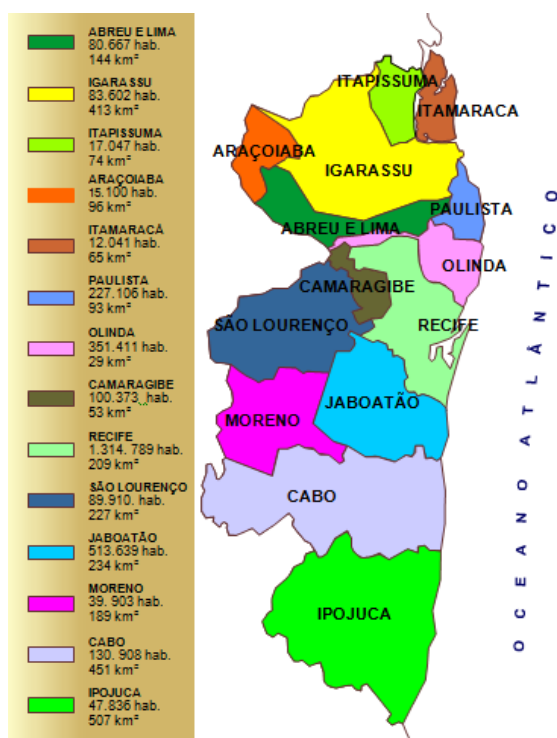 ABREU E LIMA
80.667 hab.
144 km²
IGARASSU
83.602 hab.
413 km²
ITAPISSUMA
17.047 hab.
74 km²
ARAÇOIABA
15.100 hab.
96 km²
ITAMARACÁ
12.041 hab.
65 km²
PAULISTA
227.106 hab.
93 km²
OLINDA
351.411 hab.
29 km²
CAMARAGIBE
100.373 hab.
53 km²
RECIFE
1.314. 789 hab.
209 km²
SÃO LOURENÇO
89.910. hab.
227 km²
JABOATÃO
513.639 hab.
234 km²
MORENO
39. 903 hab.
189 km²
CABO
130. 908 hab.
451 km²
IPOJUCA
47.836 hab.
507 km²
ITAPISSUMA
ITAMARACA
ARAÇOIABA
IGARASSU
PAULISTA
ABREU E LIMA
OLINDA
CAMARAGIBE
SÃO LOURENÇO
RECIFE
JABOATÃO
MORENO
CABO
IPOJUCA
OCEANO ATLÂNTICO